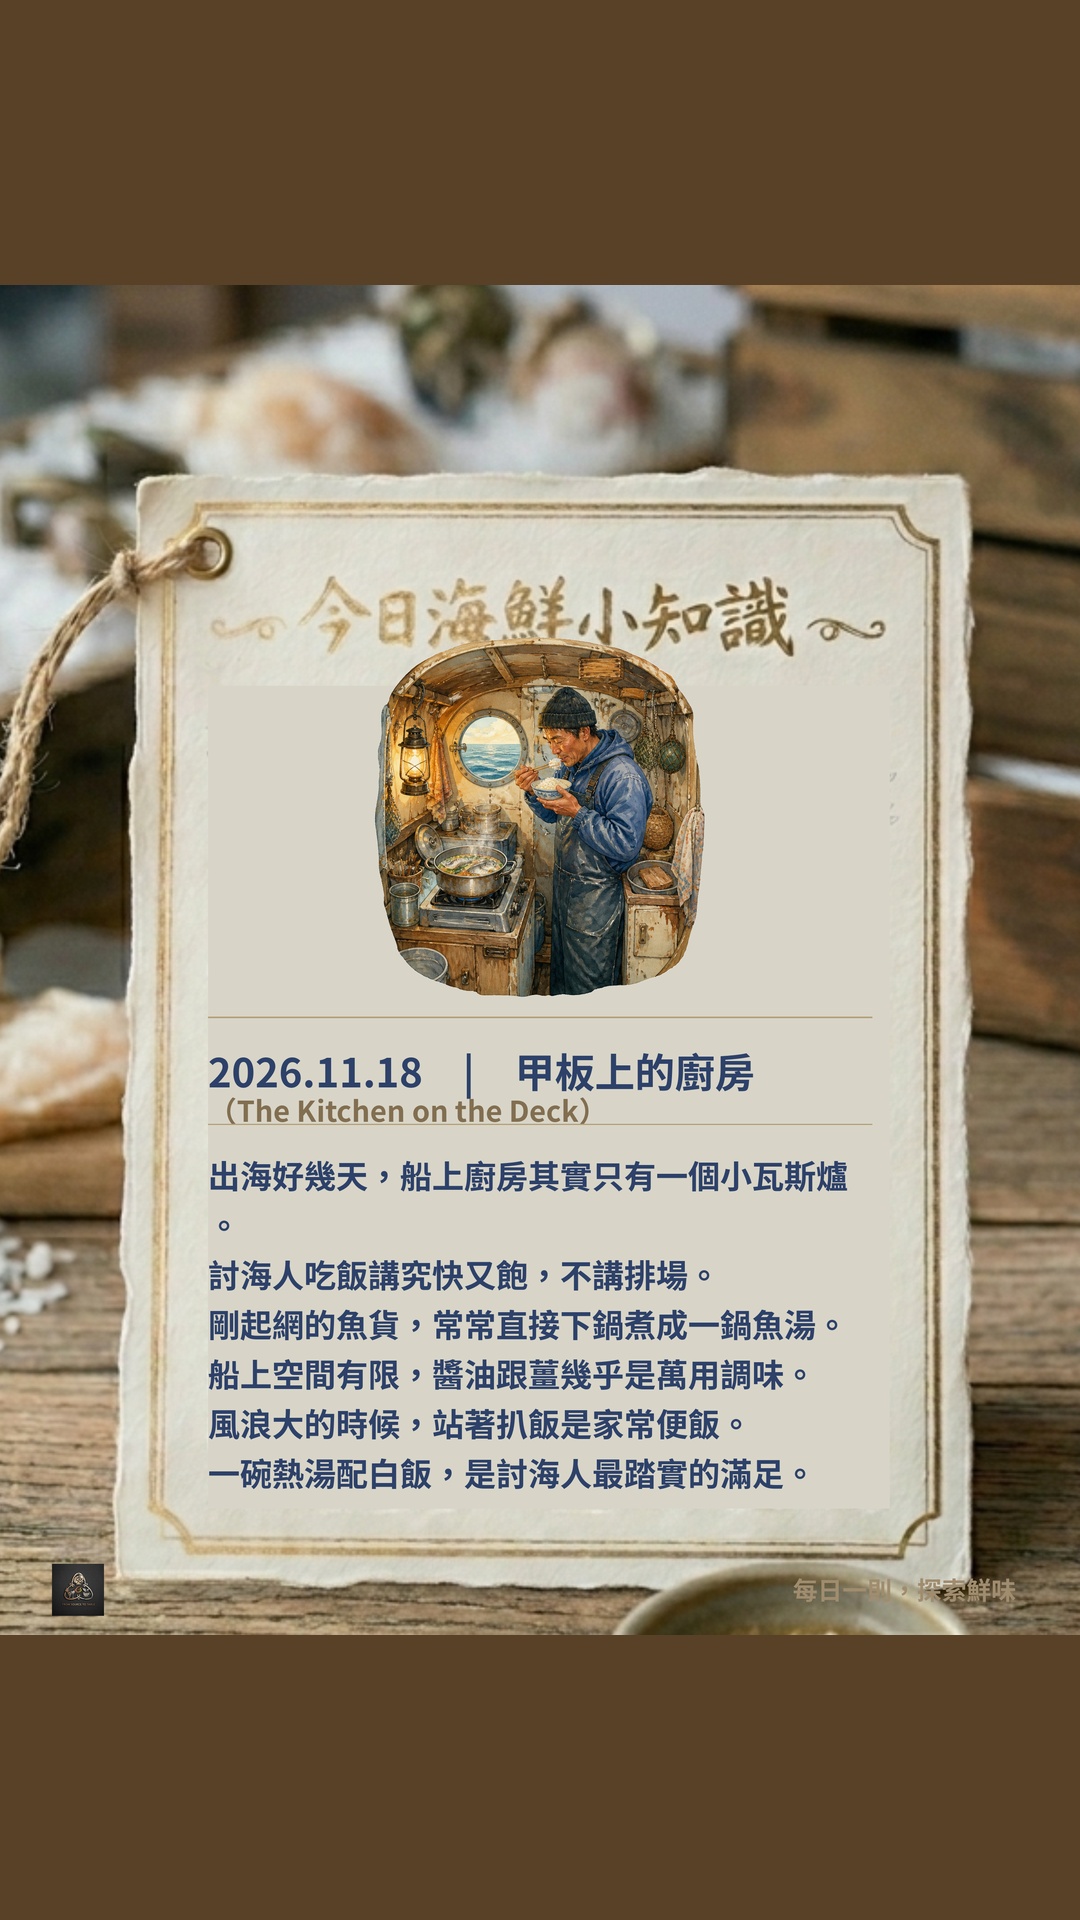 今日海鮮小知識
2026.11.18 | 甲板上的廚房
（The Kitchen on the Deck）
出海好幾天，船上廚房其實只有一個小瓦斯爐
。
討海人吃飯講究快又飽，不講排場。
剛起網的魚貨，常常直接下鍋煮成一鍋魚湯。
船上空間有限，醬油跟薑幾乎是萬用調味。
風浪大的時候，站著扒飯是家常便飯。
一碗熱湯配白飯，是討海人最踏實的滿足。
每日一則，探索鮮味